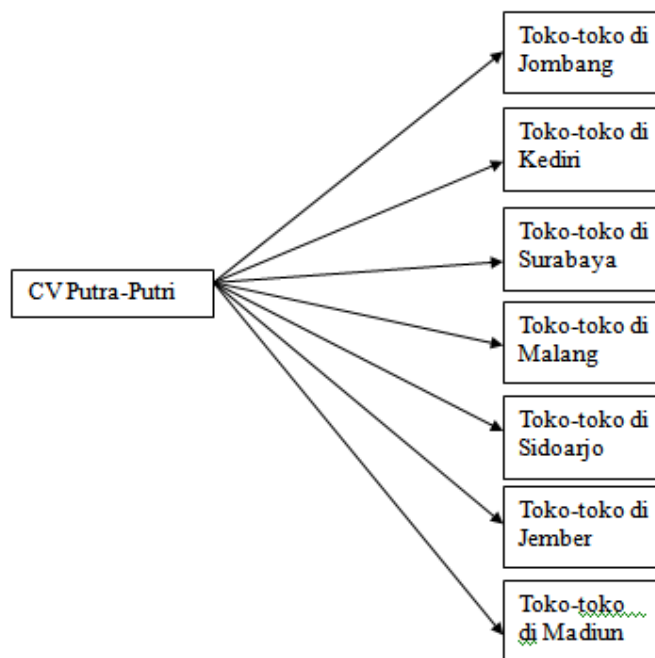 Toko-toko di
Jombang
Toko-toko di
Kediri
Toko-toko di
Surabaya
CV Putra-Putri
Toko-toko di
Malang
Toko-toko di
Sidoarjo
Toko-toko di
Jember
Toko-toko
di Madiun